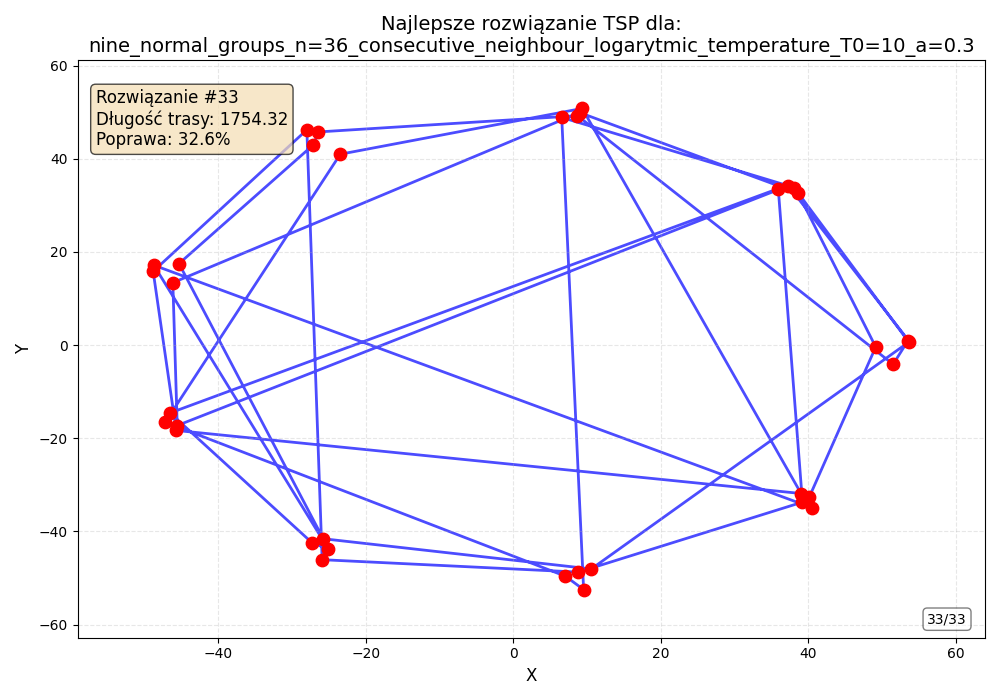 Najlepsze rozwiązanie TSP dla:
nine_normal_groups_n=36_consecutive_neighbour_logarytmic_temperature_T0=10_a=0.3
Rozwiązanie #33
Długość trasy: 1754.32
Poprawa: 32.6%
60
40
20
0
−20
−40
−60
Y
33/33
−40
−20
0
20
40
60
X